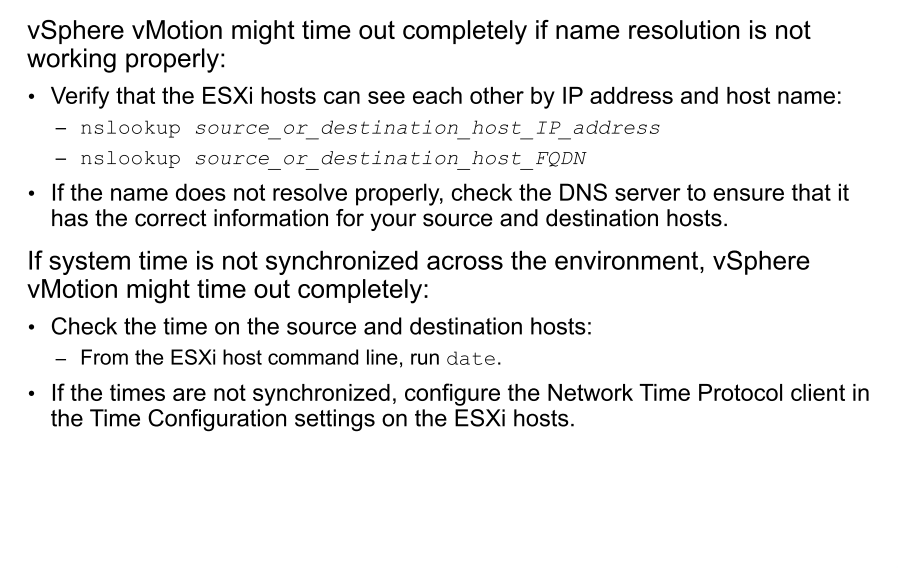 vSphere vMotion might time out completely if name resolution is not
working properly:
• Verify that the ESXi hosts can see each other by IP address and host name:
– nslookup source_or_destination_host_IP_address
– nslookup source_or_destination_host_FQDN
• If the name does not resolve properly, check the DNS server to ensure that it
has the correct information for your source and destination hosts.
If system time is not synchronized across the environment, vSphere
vMotion might time out completely:
• Check the time on the source and destination hosts:
– From the ESXi host command line, run date.
• If the times are not synchronized, configure the Network Time Protocol client in
the Time Configuration settings on the ESXi hosts.